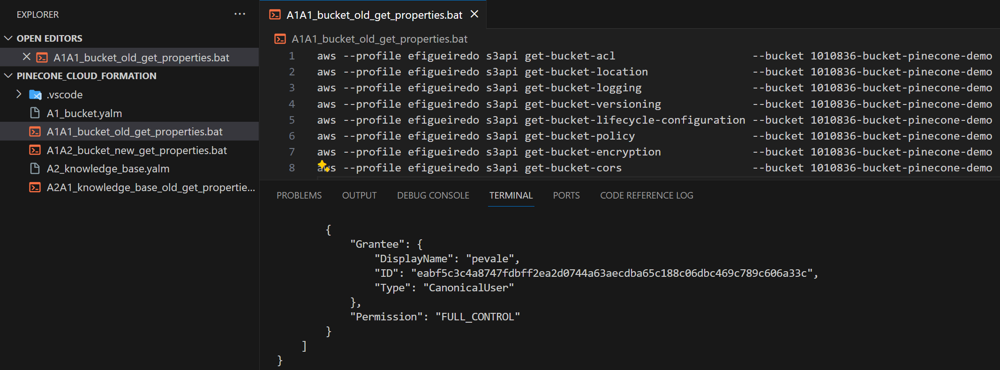 EXPLORER
OPEN EDITORS
A1A1_bucket_old_get_properties.bat
PINECONE_CLOUD_FORMATION
.vscode
A1_bucket.yalm
A1A1_bucket_old_get_properties.bat
A1A2_bucket_new_get_properties.bat
A2_knowledge_base.yalm
A2A1_knowledge_base_old_get_propertie...
A1A1_bucket_old_get_properties.bat
A1A1_bucket_old_get_properties.bat
1 aws --profile efigueiredo s3api get-bucket-acl --bucket 1010836-bucket-pinecone-demo
2 aws --profile efigueiredo s3api get-bucket-location --bucket 1010836-bucket-pinecone-demo
3 aws --profile efigueiredo s3api get-bucket-logging --bucket 1010836-bucket-pinecone-demo
4 aws --profile efigueiredo s3api get-bucket-versioning --bucket 1010836-bucket-pinecone-demo
5 aws --profile efigueiredo s3api get-bucket-lifecycle-configuration --bucket 1010836-bucket-pinecone-demo
6 aws --profile efigueiredo s3api get-bucket-policy --bucket 1010836-bucket-pinecone-demo
7 aws --profile efigueiredo s3api get-bucket-encryption --bucket 1010836-bucket-pinecone-demo
8 aws --profile efigueiredo s3api get-bucket-cors --bucket 1010836-bucket-pinecone-demo
PROBLEMS OUTPUT DEBUG CONSOLE TERMINAL PORTS CODE REFERENCE LOG
{
"Grantee": {
"DisplayName": "pevale",
"ID": "eabf5c3c4a8747fdbff2ea2d0744a63aecdba65c188c06dbc469c789c606a33c",
"Type": "CanonicalUser"
},
"Permission": "FULL_CONTROL"
}
]
}